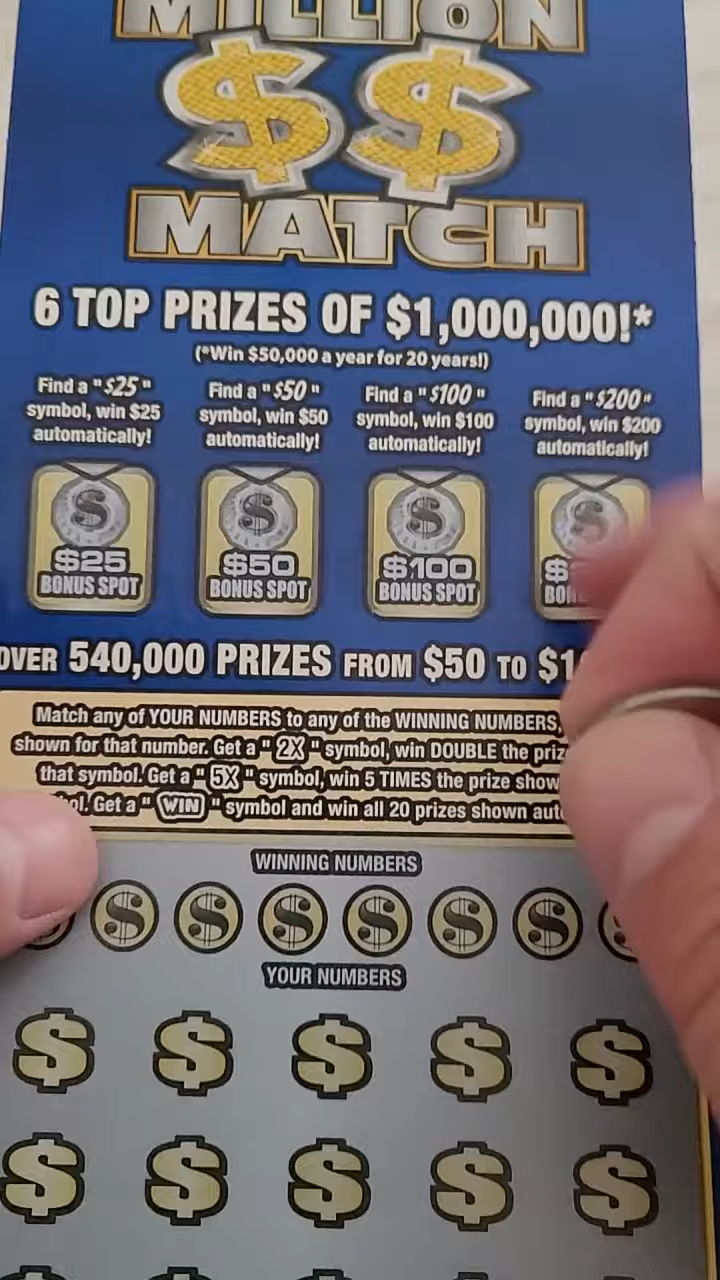 MILLION
$$
MATCH
6 TOP PRIZES OF $1,000,000!*
(*Win $50,000 a year for 20 years!)
Find a "$25"
symbol, win $25
automatically!
Find a "$50"
symbol, win $50
automatically!
Find a "$100"
symbol, win $100
automatically!
Find a "$200"
symbol, win $200
automatically!
$
$25
BONUS SPOT
$
$50
BONUS SPOT
$
$100
BONUS SPOT
$
OVER 540,000 PRIZES FROM $50 TO
Match any of YOUR NUMBERS to any of the WINNING NUMBERS,
shown for that number. Get a "2X" symbol, win DOUBLE the
that symbol. Get a "5X" symbol, win 5 TIMES the prize
Get a "WIN" symbol and win all 20 prizes shown
WINNING NUMBERS
$ $ $ $ $ $
YOUR NUMBERS
$ $ $ $ $
$ $ $ $ $